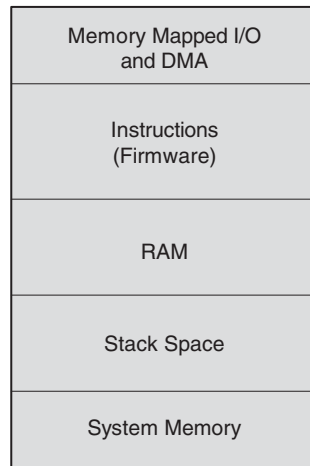 Memory Mapped I/O
and DMA
Instructions
(Firmware)
RAM
Stack Space
System Memory